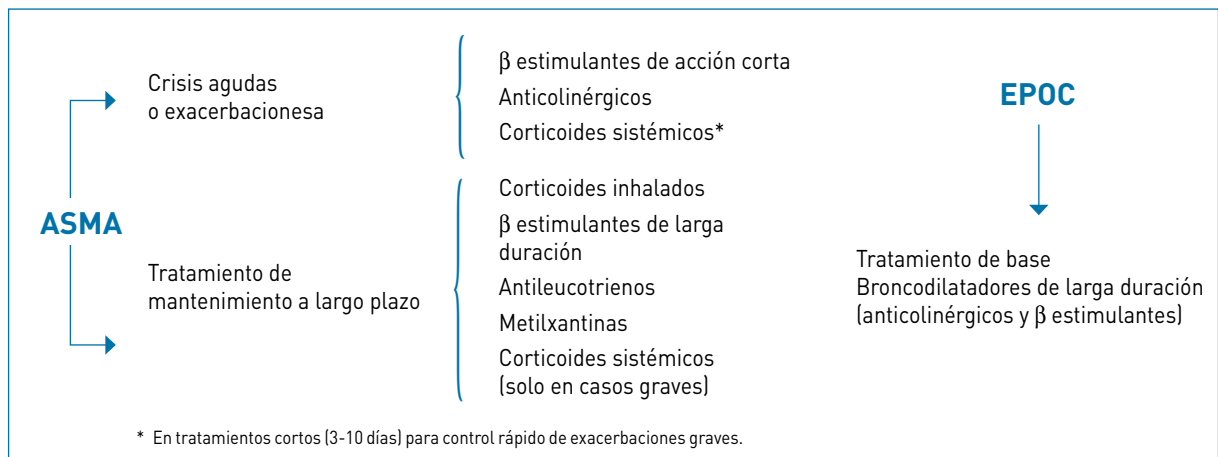 ASMA
Crisis agudas
o exacerbacionesa
β estimulantes de acción corta
Anticolinérgicos
Corticoides sistémicos*
Tratamiento de
mantenimiento a largo plazo
Corticoides inhalados
β estimulantes de larga
duración
Antileucotrienos
Metilxantinas
Corticoides sistémicos
(solo en casos graves)
EPOC
Tratamiento de base
Broncodilatadores de larga duración
(anticolinérgicos y β estimulantes)
* En tratamientos cortos (3-10 días) para control rápido de exacerbaciones graves.